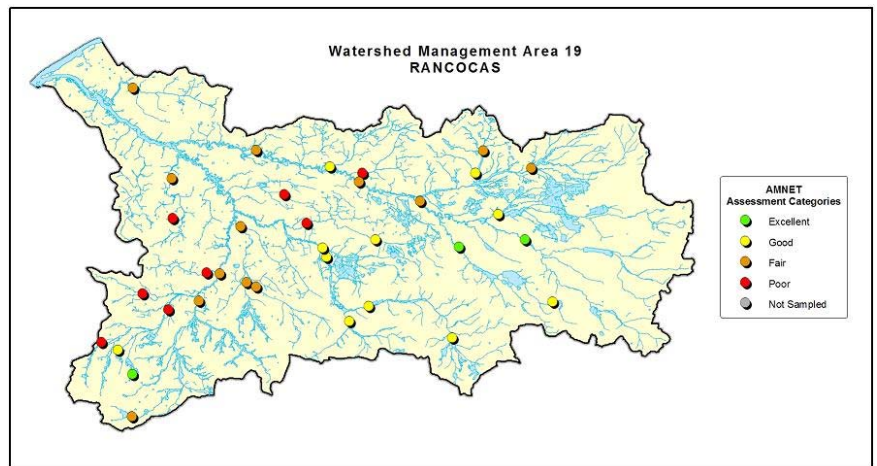 Watershed Management Area 19
RANCOCAS
AMNET
Assessment Categories
Excellent
Good
Fair
Poor
Not Sampled